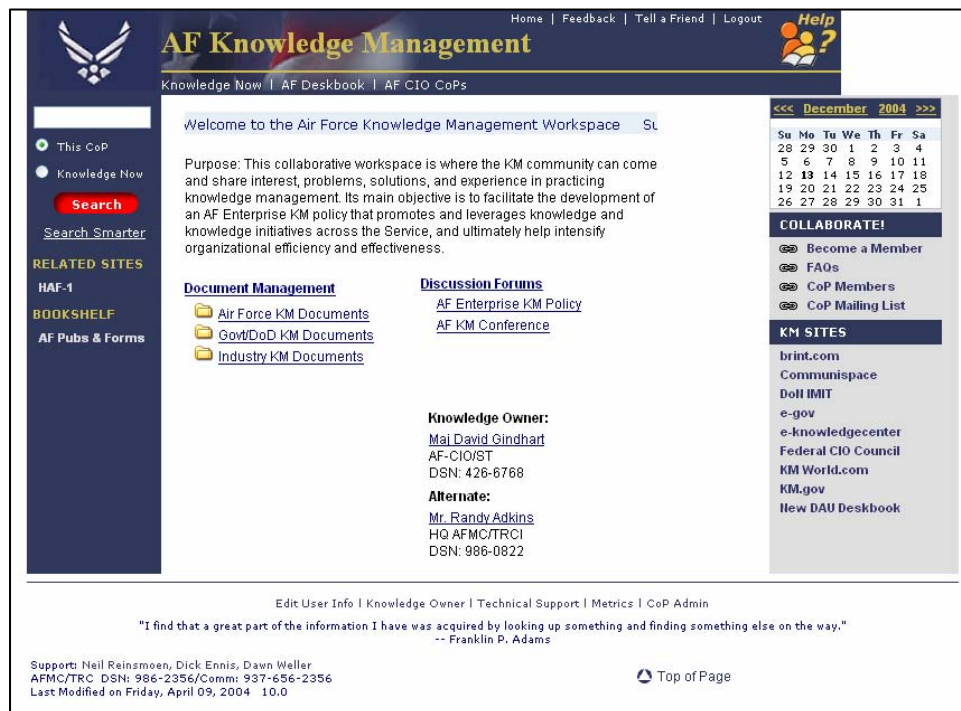 Home | Feedback | Tell a Friend | Logout
Help
?
AF Knowledge Management
Knowledge Now | AF Deskbook | AF CIO CoPs
This CoP
Knowledge Now
Search
Search Smarter
RELATED SITES
HAF-1
BOOKSHELF
AF Pubs & Forms
Welcome to the Air Force Knowledge Management Workspace
Purpose: This collaborative workspace is where the KM community can come
and share interest, problems, solutions, and experience in practicing
knowledge management. Its main objective is to facilitate the development of
an AF Enterprise KM policy that promotes and leverages knowledge and
knowledge initiatives across the Service, and ultimately help intensify
organizational efficiency and effectiveness.
Document Management
Air Force KM Documents
Govt/DoD KM Documents
Industry KM Documents
Discussion Forums
AF Enterprise KM Policy
AF KM Conference
Knowledge Owner:
Maj David Gindhart
AF-CIO/ST
DSN: 426-6768
Alternate:
Mr. Randy Adkins
HQ AFMC/TRCI
DSN: 986-0822
<<< December 2004 >>>
Su Mo Tu We Th Fr Sa
28 29 30 1 2 3 4
5 6 7 8 9 10 11
12 13 14 15 16 17 18
19 20 21 22 23 24 25
26 27 28 29 30 31 1
COLLABORATE!
Become a Member
FAQs
CoP Members
CoP Mailing List
KM SITES
brint.com
Communispace
DoN IMIT
e-gov
e-knowledgecenter
Federal CIO Council
KM World.com
KM.gov
New DAU Deskbook
Edit User Info | Knowledge Owner | Technical Support | Metrics | CoP Admin
"I find that a great part of the information I have was acquired by looking up something and finding something else on the way."
-- Franklin P. Adams
Support: Neil Reinsmoen, Dick Ennis, Dawn Weller
AFMC/TRC DSN: 986-2356/Comm: 937-656-2356
Last Modified on Friday, April 09, 2004 10.0
Top of Page